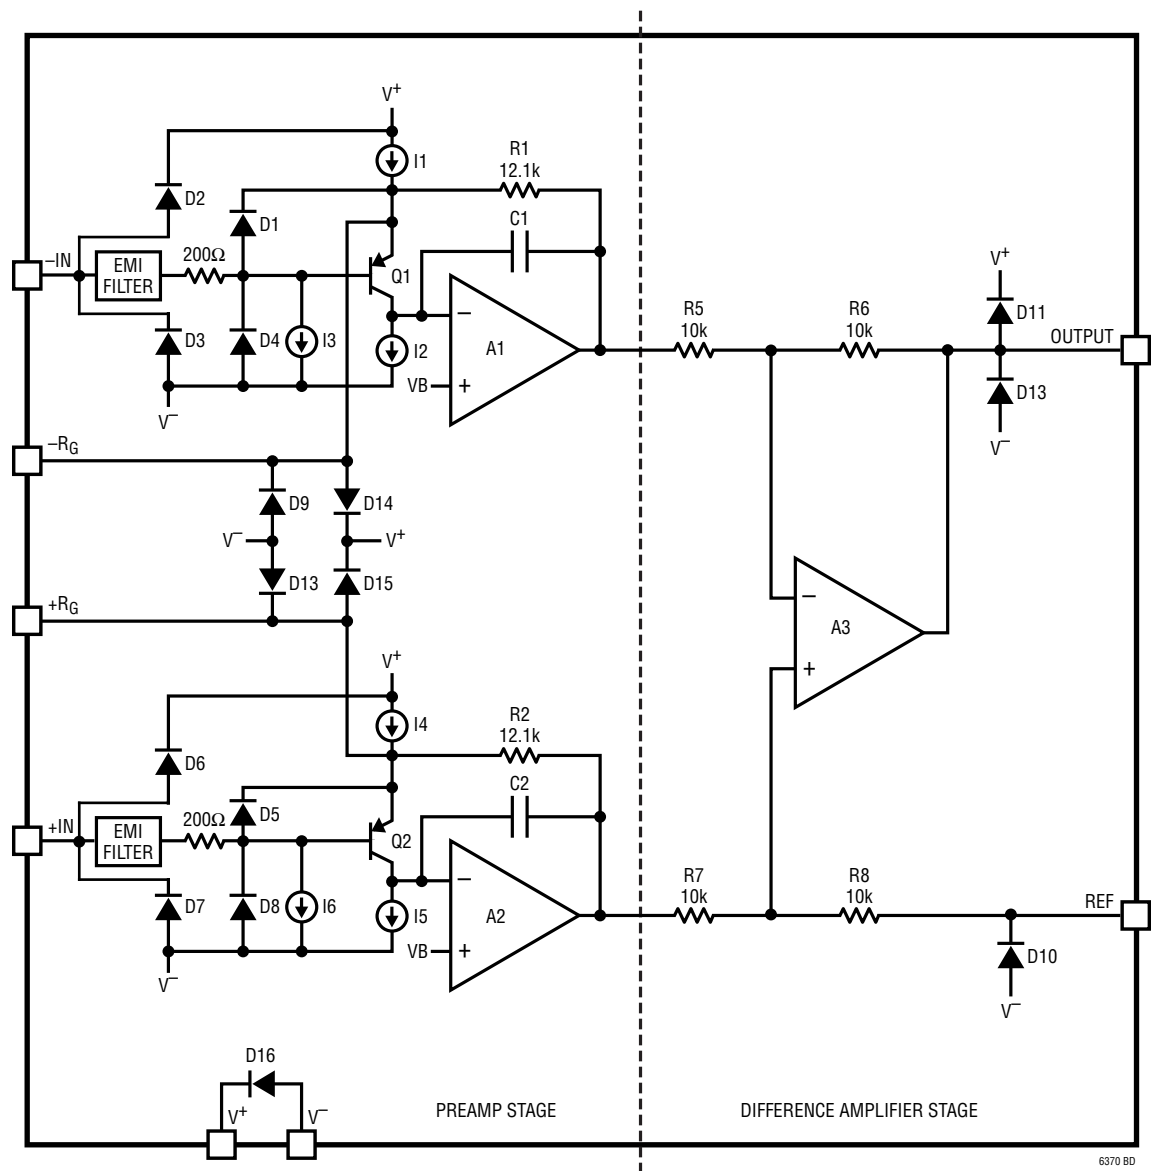 V+
R1
12.1k
I1
D2
D1
C1
–IN
EMI
FILTER
200Ω
Q1
V+
R5
10k
R6
10k
D11
OUTPUT
D3
D4
I3
I2
–
A1
VB
+
V–
D13
V–
–RG
D9
D14
V–
V+
D13
D15
+RG
–
A3
+
V+
R2
12.1k
I4
D6
D5
C2
+IN
EMI
FILTER
200Ω
Q2
R7
10k
R8
10k
REF
D7
D8
I6
I5
–
A2
VB
+
V–
D10
V–
D16
V+
V–
PREAMP STAGE
DIFFERENCE AMPLIFIER STAGE
6370 BD